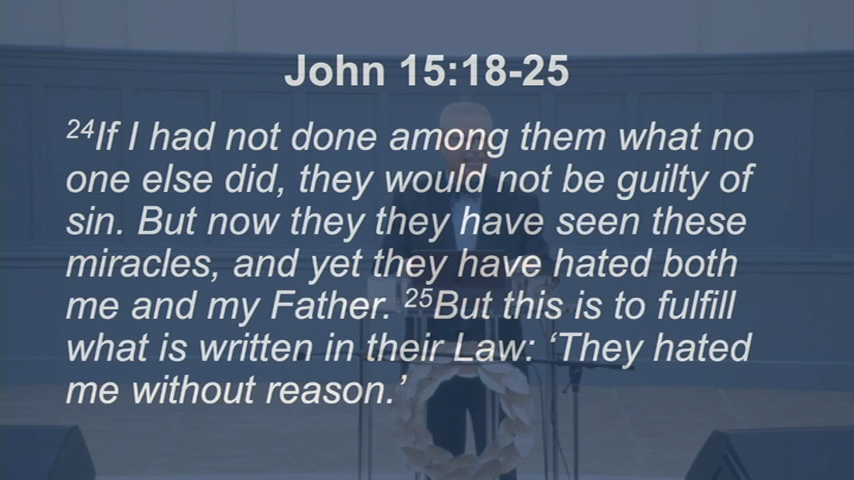 John 15:18-25
24If I had not done among them what no
one else did, they would not be guilty of
sin. But now they they have seen these
miracles, and yet they have hated both
me and my Father. 25But this is to fulfill
what is written in their Law: ‘They hated
me without reason.’